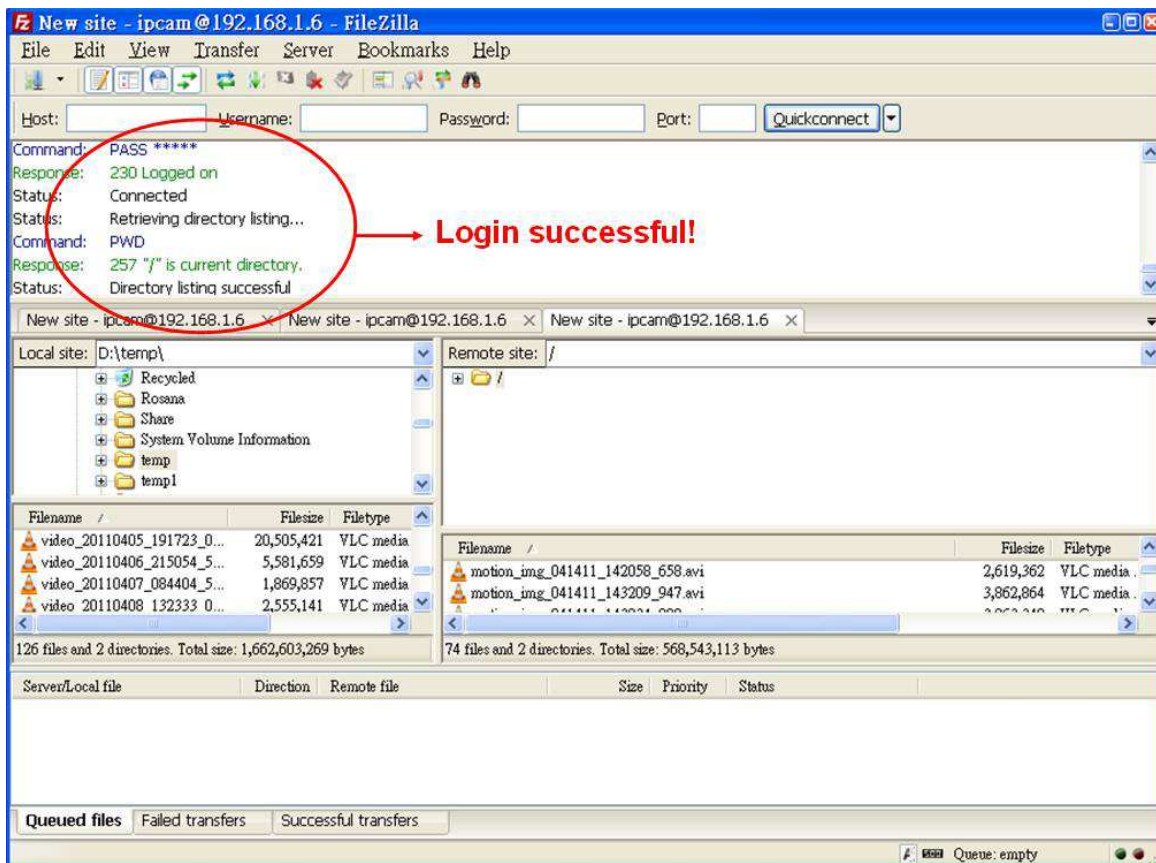 New site - ipcam@192.168.1.6 - FileZilla
File Edit View Transfer Server Bookmarks Help
Host: Username: Password: Port: Quickconnect
Command: PASS *****
Response: 230 Logged on
Status: Connected
Status: Retrieving directory listing...
Command: PWD
Response: 257 "/" is current directory.
Status: Directory listing successful
Login successful!
New site - ipcam@192.168.1.6 New site - ipcam@192.168.1.6 New site - ipcam@192.168.1.6
Local site: D:\temp\
Recycled
Rosana
Share
System Volume Information
temp
temp1
Filename / Filesize Filetype
video_20110405_191723_0... 20,505,421 VLC media
video_20110406_215054_5... 5,581,659 VLC media
video_20110407_084404_5... 1,869,857 VLC media
video_20110408_132333_0... 2,555,141 VLC media
126 files and 2 directories. Total size: 1,662,603,269 bytes
Remote site: /
/
Filename / Filesize Filetype
motion_img_041411_142058_658.avi 2,619,362 VLC media .
motion_img_041411_143209_947.avi 3,862,864 VLC media .
74 files and 2 directories. Total size: 568,543,113 bytes
Server/Local file Direction Remote file Size Priority Status
Queued files Failed transfers Successful transfers
Queue: empty